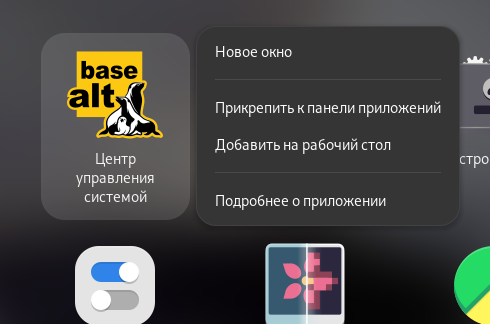 base
alt
Центр
управления
системой
Новое окно
Прикрепить к панели приложений
Добавить на рабочий стол
Подробнее о приложении
стро